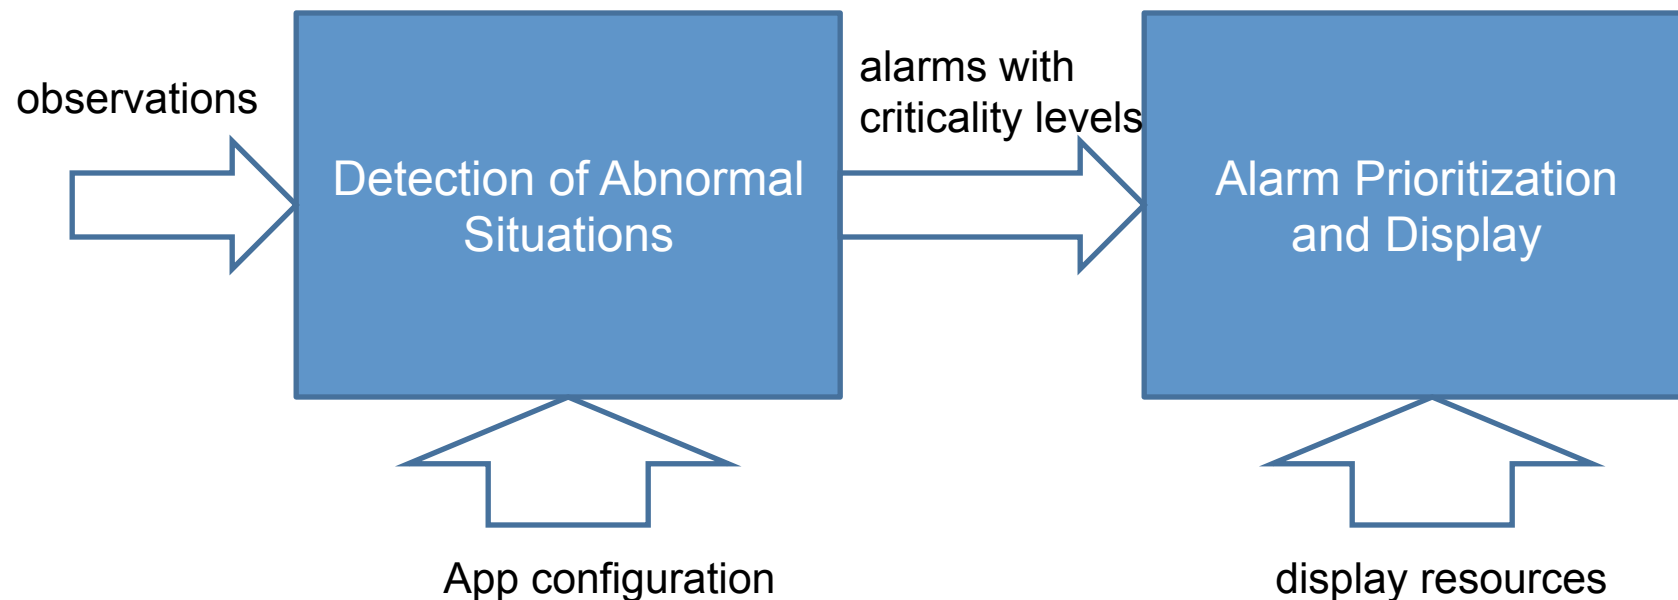 observations
Detection of Abnormal
Situations
alarms with
criticality levels
Alarm Prioritization
and Display
App configuration
display resources